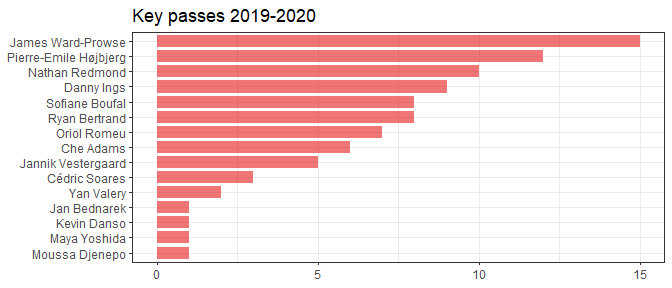 Key passes 2019-2020
James Ward-Prowse
Pierre-Emile Højbjerg
Nathan Redmond
Danny Ings
Sofiane Boufal
Ryan Bertrand
Oriol Romeu
Che Adams
Jannik Vestergaard
Cédric Soares
Yan Valery
Jan Bednarek
Kevin Danso
Maya Yoshida
Moussa Djenepo
0 5 10 15